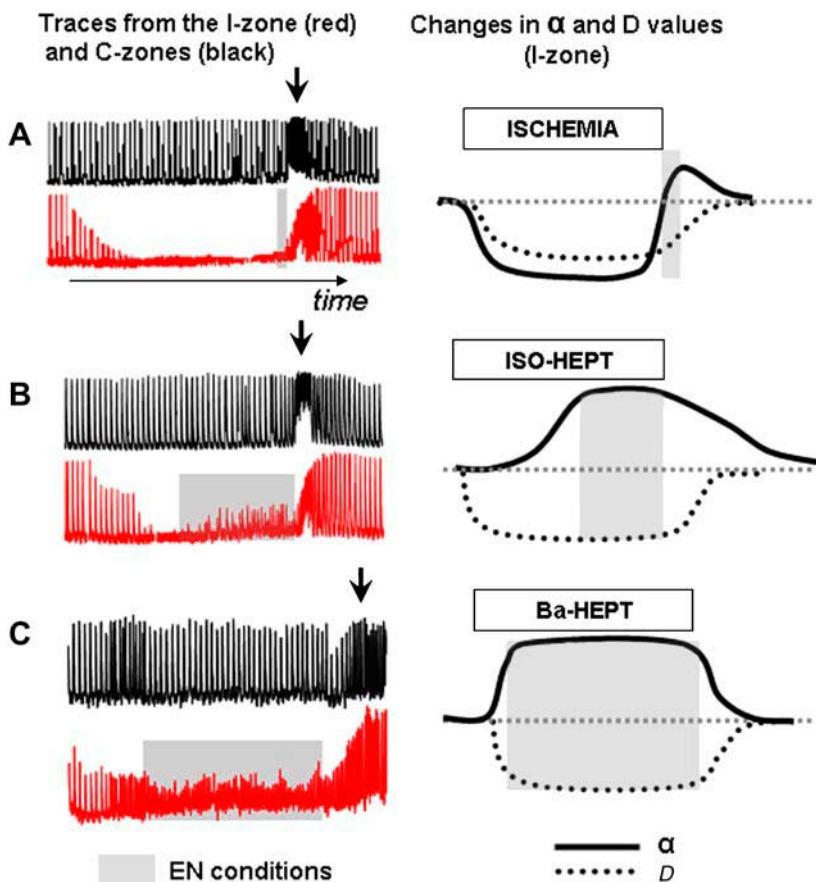 Traces from the I-zone (red)
and C-zones (black)
Changes in α and D values
(I-zone)
A
ISCHEMIA
time
B
ISO-HEPT
C
Ba-HEPT
EN conditions
α
D